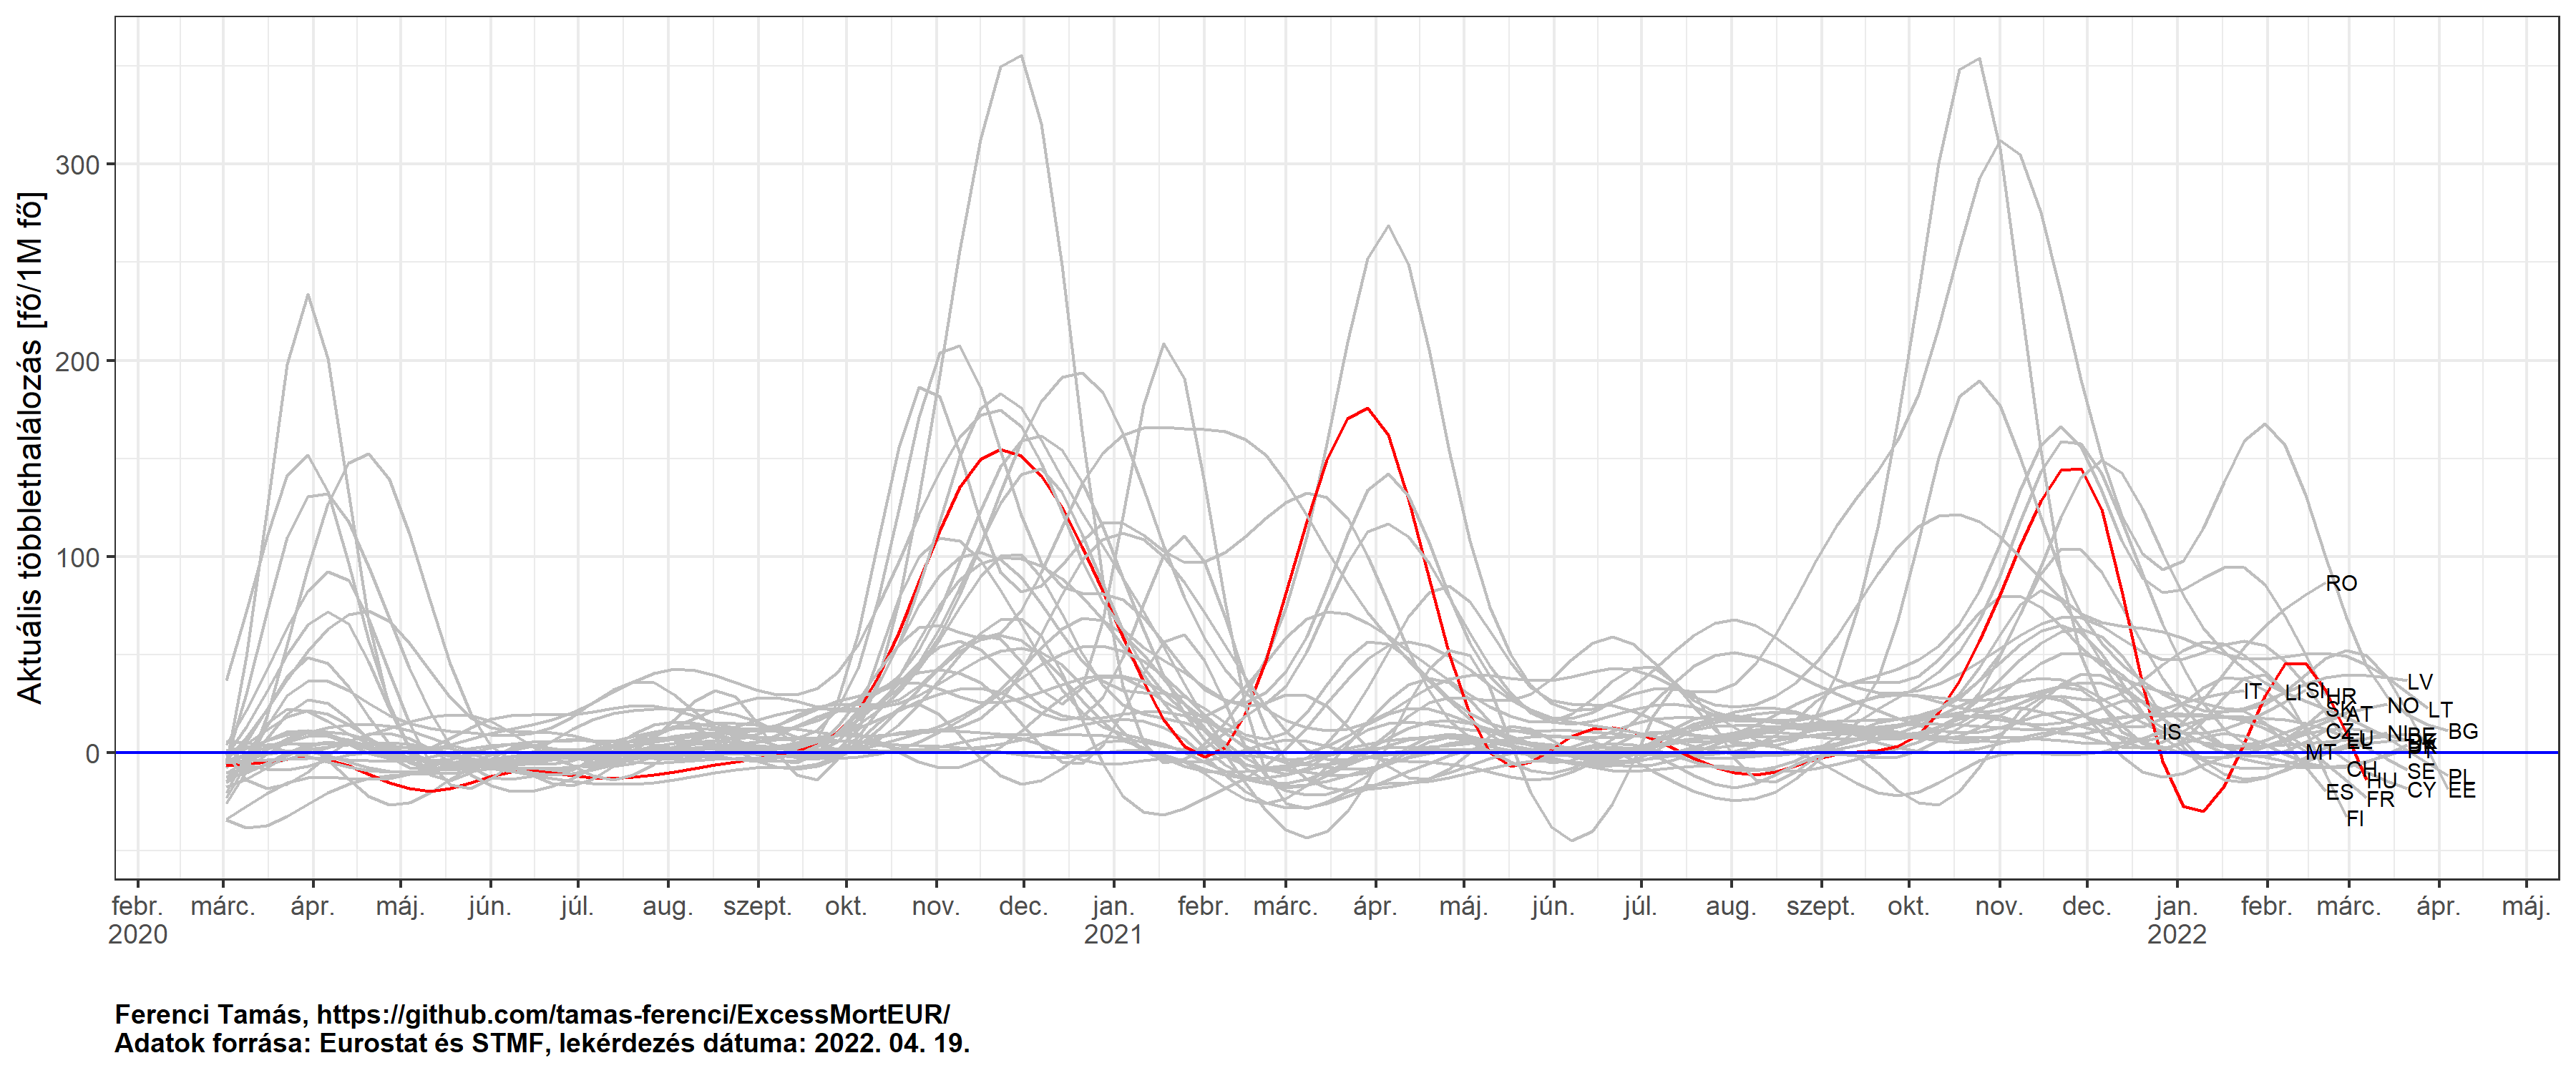 Aktuális többlethalálozás [fő/1M fő]
300
200
100
0
RO
LV
IT
LI
SI
HR
NO
SK
AT
LT
CZ
EU
NL
BE
BG
EL
MT
PT
CH
SE
PL
HU
ES
CY
EE
FR
FI
IS
febr. márc. ápr. máj. jún. júl. aug. szept. okt. nov. dec. jan. febr. márc. ápr. máj. jún. júl. aug. szept. okt. nov. dec. jan. febr. márc. ápr. máj.
2020 2021 2022
Ferenci Tamás, https://github.com/tamas-ferenci/ExcessMortEUR/
Adatok forrása: Eurostat és STMF, lekérdezés dátuma: 2022. 04. 19.